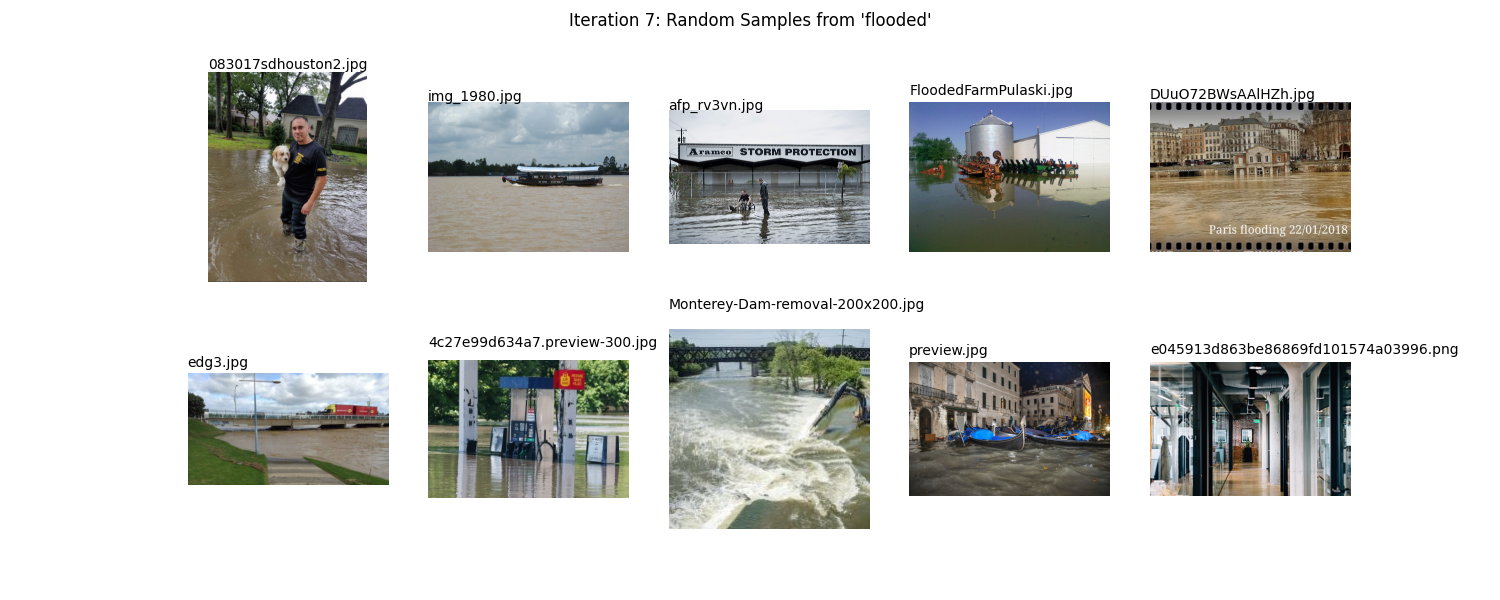 Iteration 7: Random Samples from 'flooded'
083017sdhouston2.jpg
img_1980.jpg
afp_rv3vn.jpg
FloodedFarmPulaski.jpg
DUuO72BWsAAlHZh.jpg
Aramco STORM PROTECTION
Paris flooding 22/01/2018
edg3.jpg
4c27e99d634a7.preview-300.jpg
Monterey-Dam-removal-200x200.jpg
preview.jpg
e045913d863be86869fd101574a03996.png